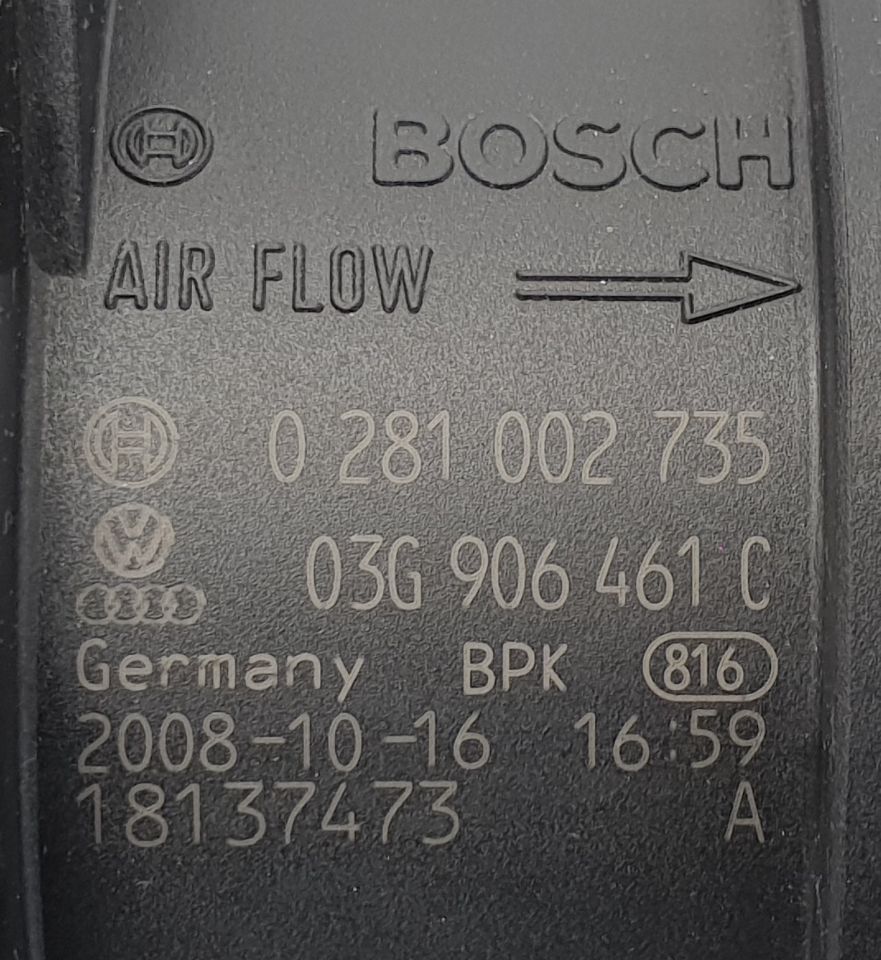 BOSCH
AIR FLOW
0 281 002 735
03G 906 461 C
Germany BPK 816
2008-10-16 16:59
18137473 A